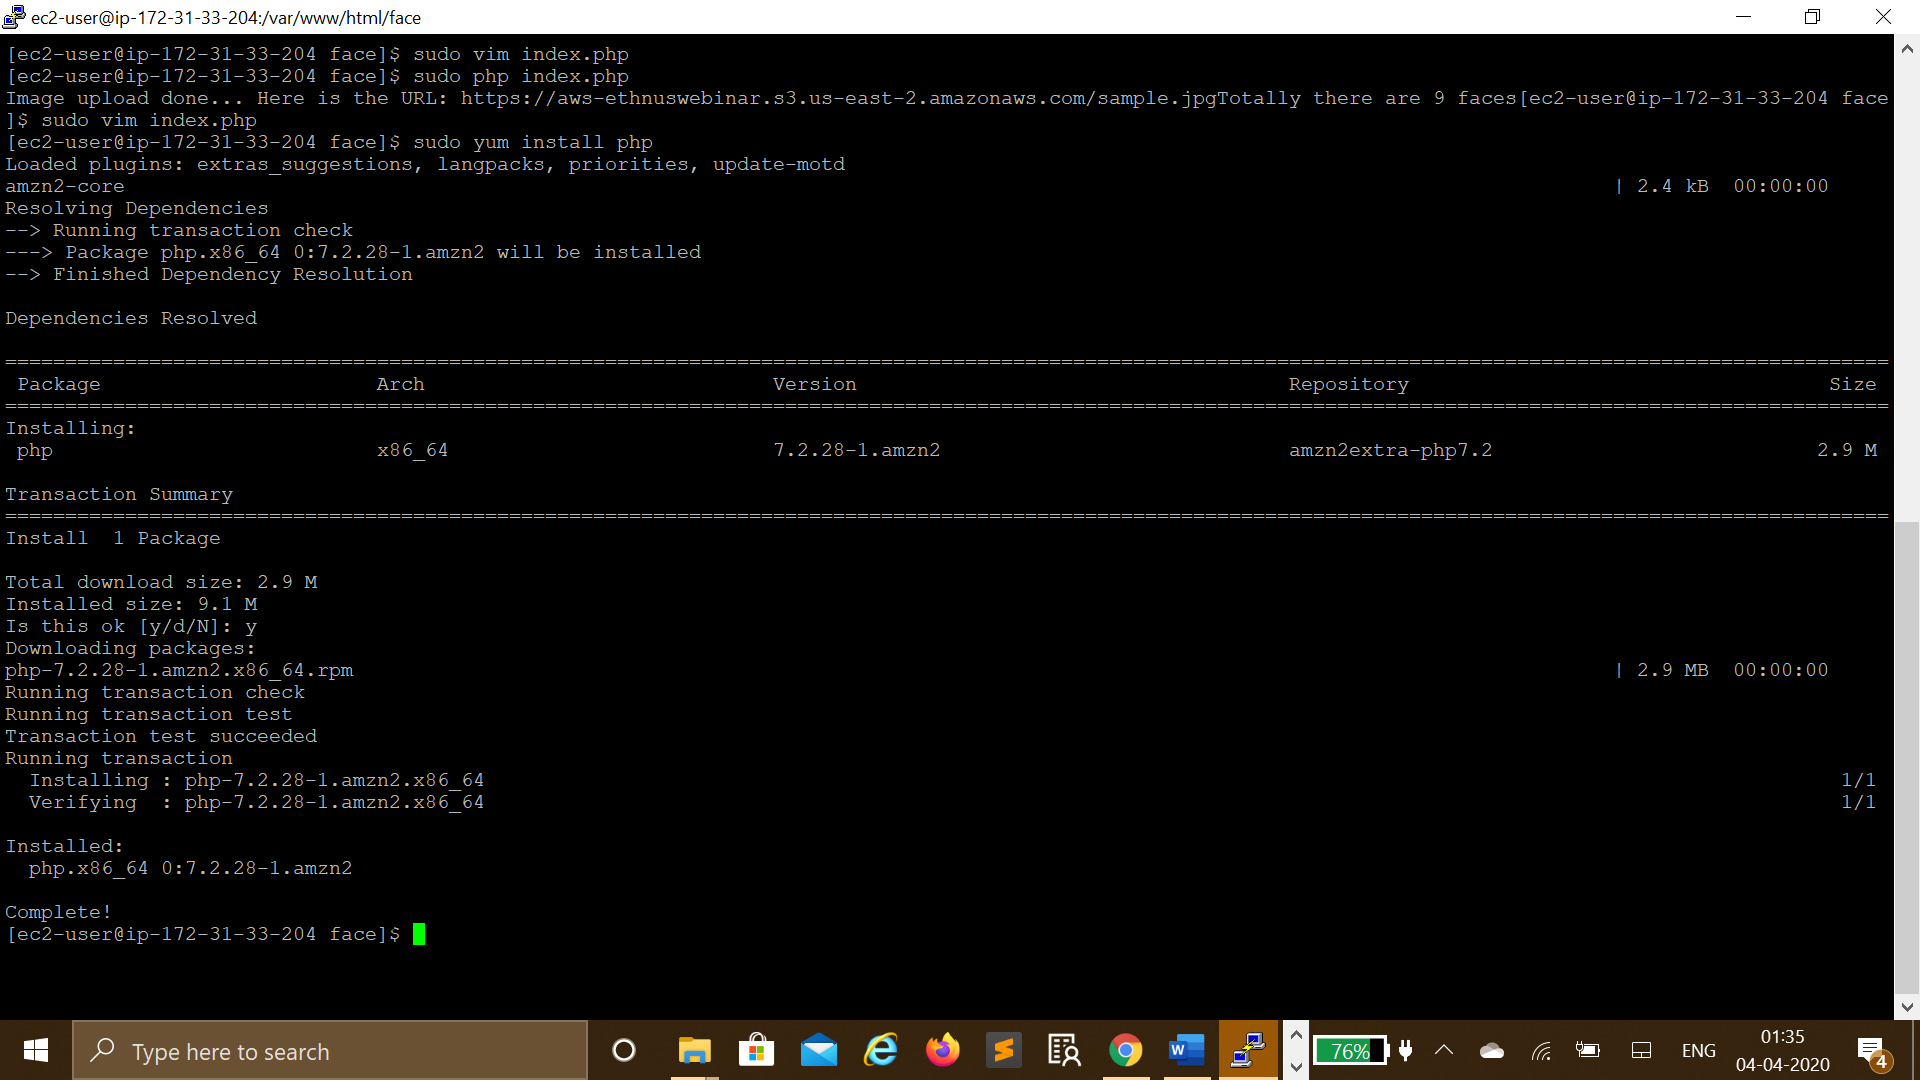 ec2-user@ip-172-31-33-204:/var/www/html/face
[ec2-user@ip-172-31-33-204 face]$ sudo vim index.php
[ec2-user@ip-172-31-33-204 face]$ sudo php index.php
Image upload done... Here is the URL: https://aws-ethnuswebinar.s3.us-east-2.amazonaws.com/sample.jpgTotally there are 9 faces[ec2-user@ip-172-31-33-204 face
]$ sudo vim index.php
[ec2-user@ip-172-31-33-204 face]$ sudo yum install php
Loaded plugins: extras_suggestions, langpacks, priorities, update-motd
amzn2-core | 2.4 kB 00:00:00
Resolving Dependencies
--> Running transaction check
---> Package php.x86_64 0:7.2.28-1.amzn2 will be installed
--> Finished Dependency Resolution
Dependencies Resolved
================================================================================
Package Arch Version Repository Size
================================================================================
Installing:
php x86_64 7.2.28-1.amzn2 amzn2extra-php7.2 2.9 M
Transaction Summary
================================================================================
Install 1 Package
Total download size: 2.9 M
Installed size: 9.1 M
Is this ok [y/d/N]: y
Downloading packages:
php-7.2.28-1.amzn2.x86_64.rpm | 2.9 MB 00:00:00
Running transaction check
Running transaction test
Transaction test succeeded
Running transaction
Installing : php-7.2.28-1.amzn2.x86_64 1/1
Verifying : php-7.2.28-1.amzn2.x86_64 1/1
Installed:
php.x86_64 0:7.2.28-1.amzn2
Complete!
[ec2-user@ip-172-31-33-204 face]$
Type here to search
76%
ENG
01:35
04-04-2020
4